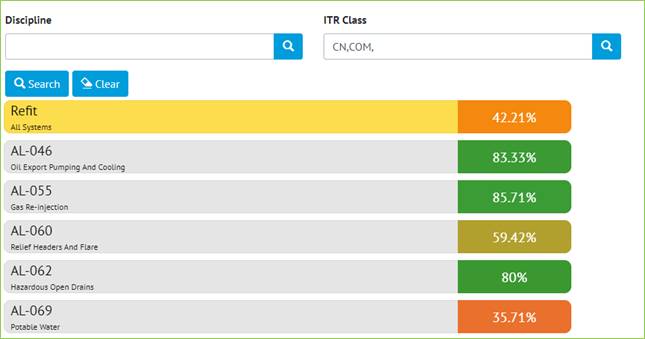 Discipline ITR Class
CN,COM,
Search Clear
Refit 42.21%
All Systems
AL-046 83.33%
Oil Export Pumping And Cooling
AL-055 85.71%
Gas Re-injection
AL-060 59.42%
Relief Headers And Flare
AL-062 80%
Hazardous Open Drains
AL-069 35.71%
Potable Water